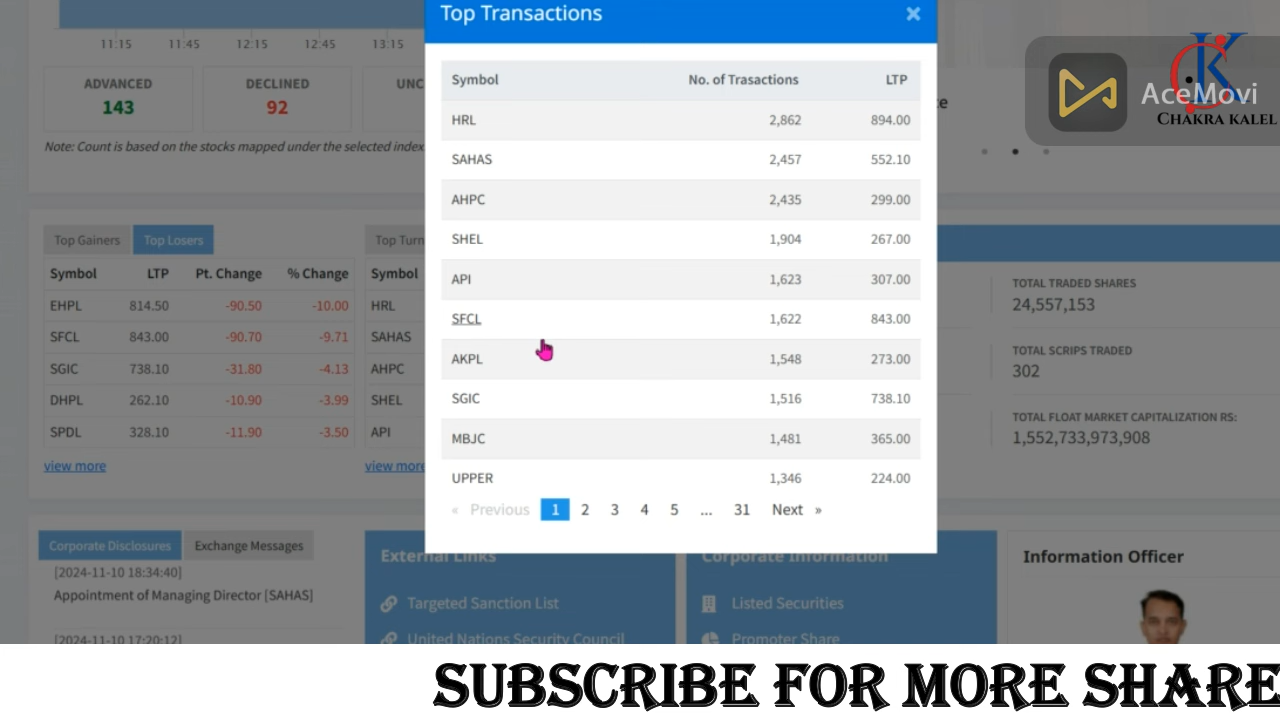 Top Transactions ×
11:15 11:45 12:15 12:45 13:15
ADVANCED
143
DECLINED
92
UNC
Note: Count is based on the stocks mapped under the selected index
Top Gainers Top Losers
Symbol LTP Pt. Change % Change
EHPL 814.50 -90.50 -10.00
SFCL 843.00 -90.70 -9.71
SGIC 738.10 -31.80 -4.13
DHPL 262.10 -10.90 -3.99
SPDL 328.10 -11.90 -3.50
view more
Top Turn
Symbol
HRL
SAHAS
AHPC
SHEL
API
view more
Symbol No. of Trasactions LTP
HRL 2,862 894.00
SAHAS 2,457 552.10
AHPC 2,435 299.00
SHEL 1,904 267.00
API 1,623 307.00
SFCL 1,622 843.00
AKPL 1,548 273.00
SGIC 1,516 738.10
MBJC 1,481 365.00
UPPER 1,346 224.00
« Previous 1 2 3 4 5 ... 31 Next »
AceMovi
K
CHAKRA KALEL
TOTAL TRADED SHARES
24,557,153
TOTAL SCRIPS TRADED
302
TOTAL FLOAT MARKET CAPITALIZATION RS:
1,552,733,973,908
Corporate Disclosures Exchange Messages
[2024-11-10 18:34:40]
Appointment of Managing Director [SAHAS]
[2024-11-10 17:20:12]
External Links
Targeted Sanction List
United Nations Security Council
Corporate Information
Listed Securities
Promoter Share
Information Officer
SUBSCRIBE FOR MORE SHARE